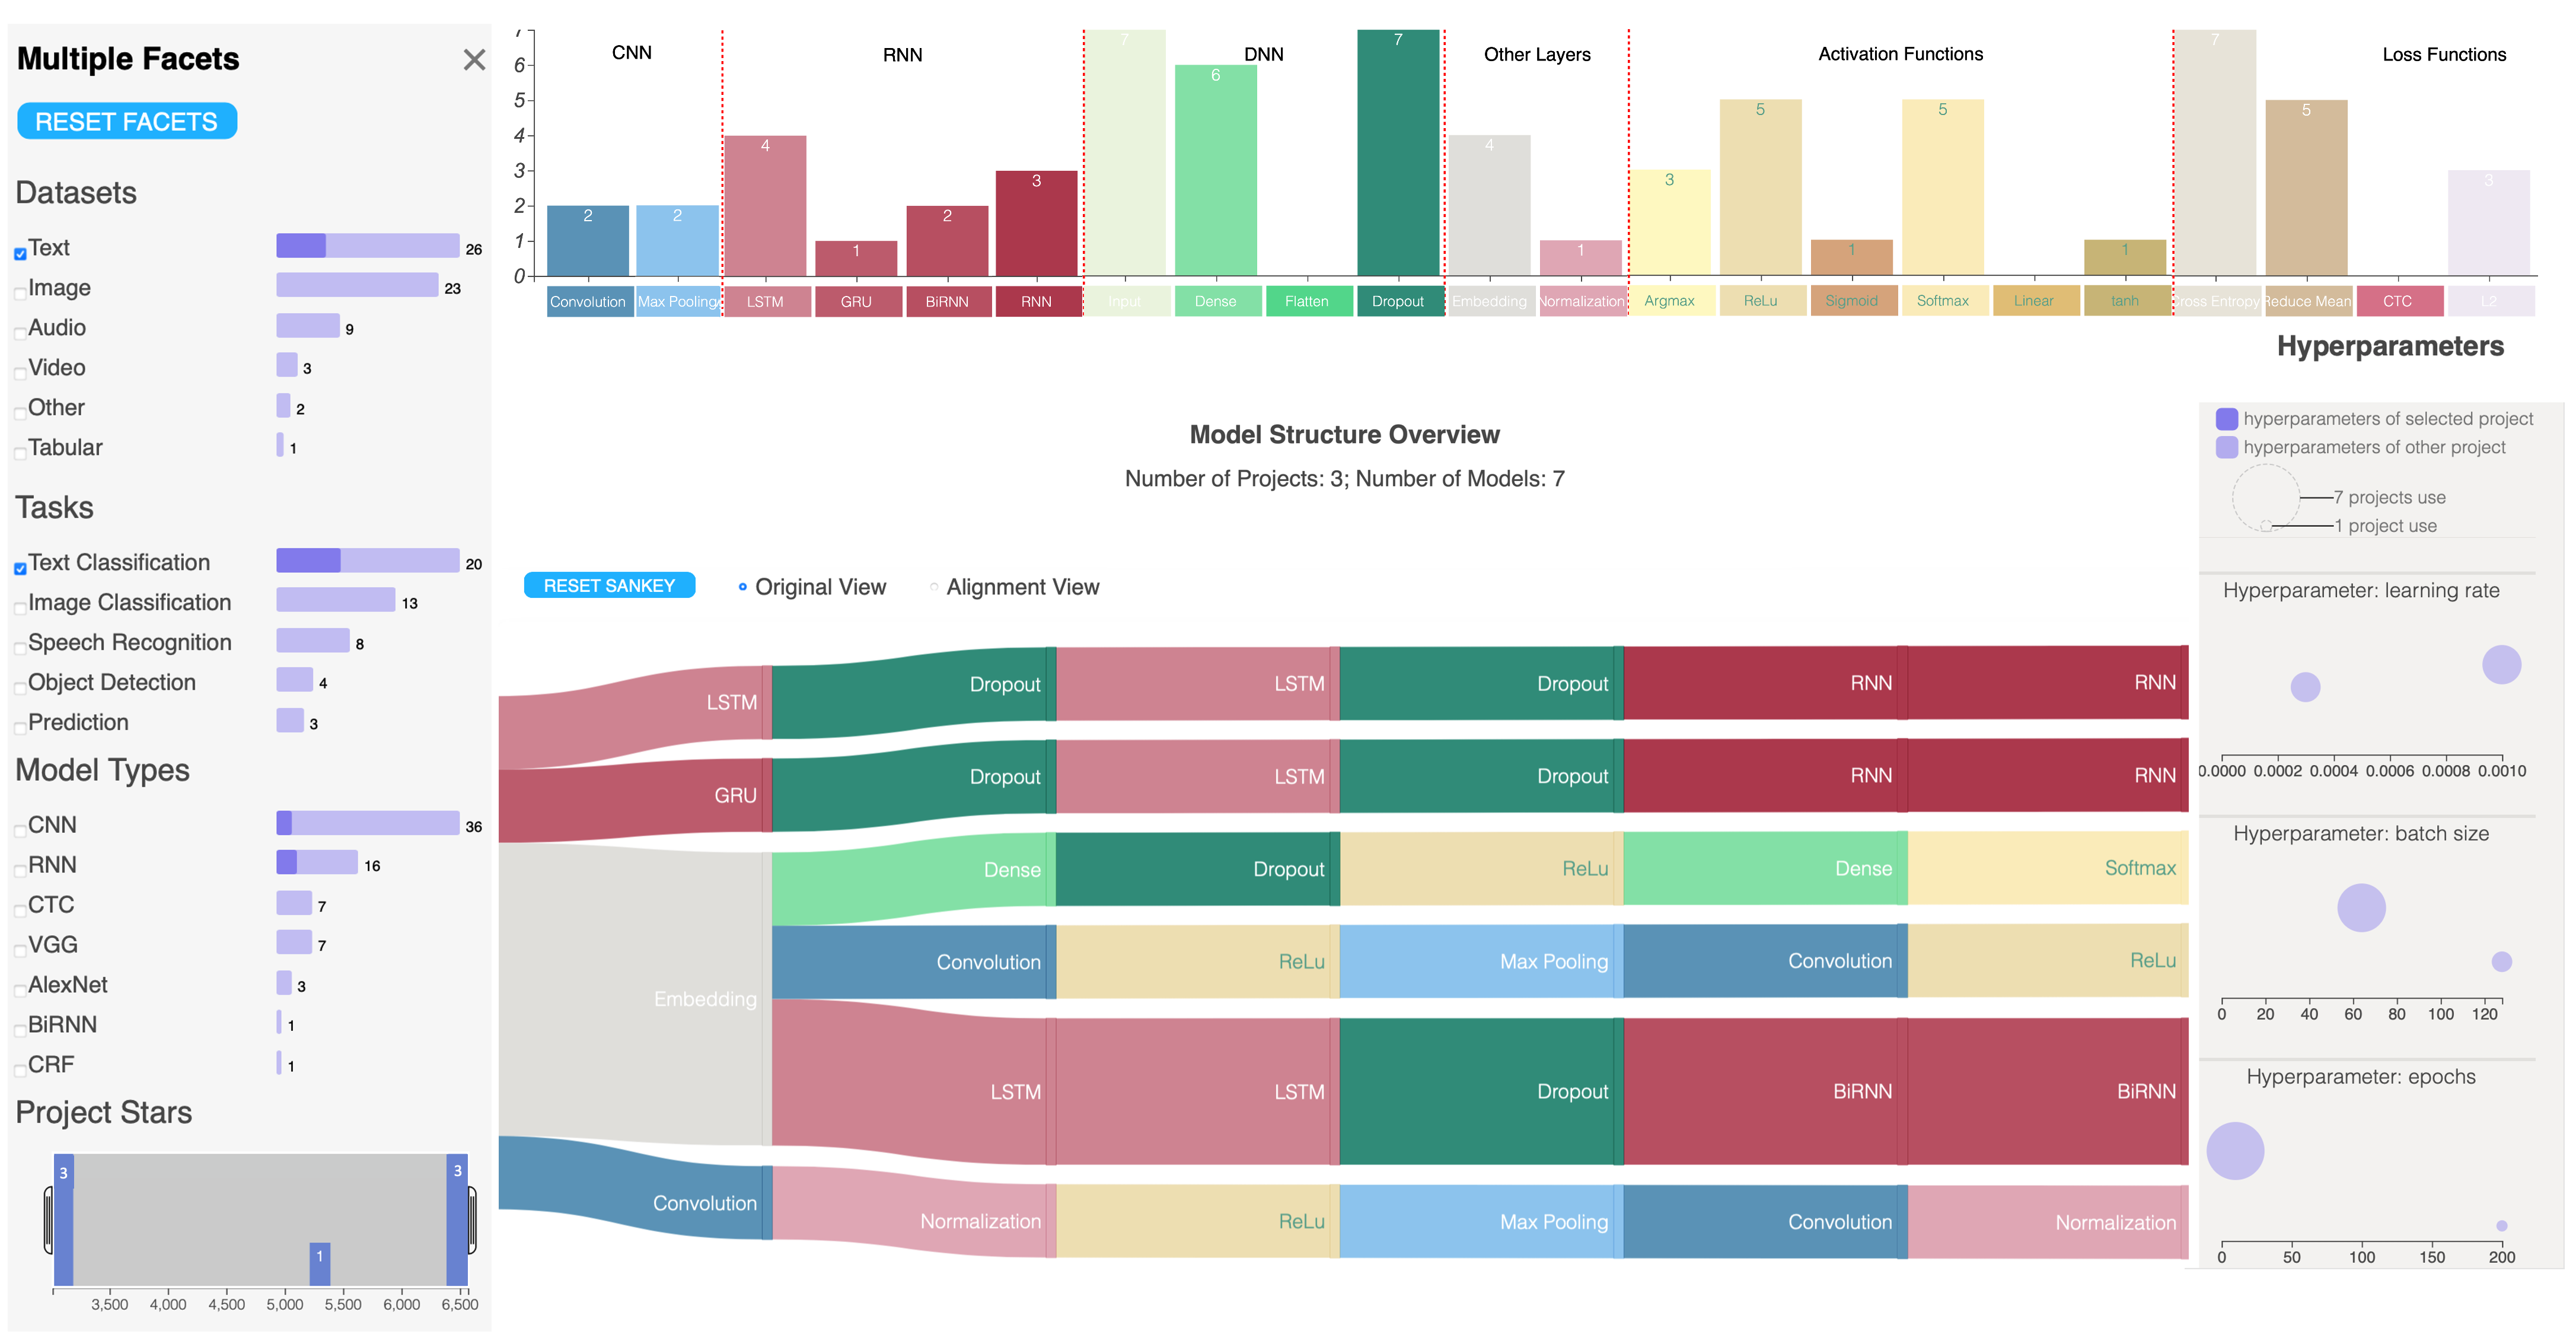 Multiple Facets
RESET FACETS
Datasets
Text 26
Image 23
Audio 9
Video 3
Other 2
Tabular 1
Tasks
Text Classification 20
Image Classification 13
Speech Recognition 8
Object Detection 4
Prediction 3
Model Types
CNN 36
RNN 16
CTC 7
VGG 7
AlexNet 3
BiRNN 1
CRF 1
Project Stars
3 1 3
3,500 4,000 4,500 5,000 5,500 6,000 6,500
CNN RNN DNN Other Layers Activation Functions Loss Functions
7
6
5
4
3
2
1
0
2 2 4 1 2 3 7 6 7 4 1 3 5 1 5 1 7 5 3
Convolution Max Pooling LSTM GRU BiRNN RNN Input Dense Flatten Dropout Embedding Normalization Argmax ReLu Sigmoid Softmax Linear tanh Cross Entropy Reduce Mean CTC L2
Model Structure Overview
Number of Projects: 3; Number of Models: 7
RESET SANKEY Original View Alignment View
LSTM Dropout LSTM Dropout RNN RNN
GRU Dropout LSTM Dropout RNN RNN
Dense Dropout ReLu Dense Softmax
Convolution ReLu Max Pooling Convolution ReLu
Embedding
LSTM LSTM Dropout BiRNN BiRNN
Convolution Normalization ReLu Max Pooling Convolution Normalization
Hyperparameters
hyperparameters of selected project
hyperparameters of other project
7 projects use
1 project use
Hyperparameter: learning rate
0.0000 0.0002 0.0004 0.0006 0.0008 0.0010
Hyperparameter: batch size
0 20 40 60 80 100 120
Hyperparameter: epochs
0 50 100 150 200